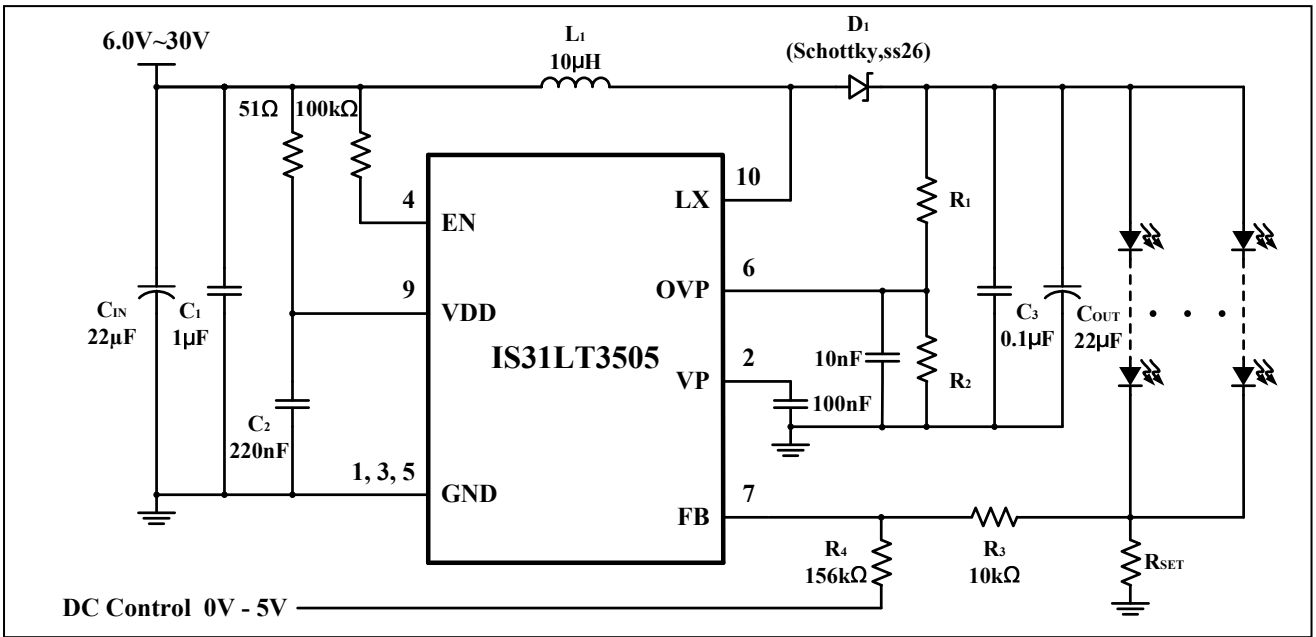 6.0V~30V
L1
10µH
D1
(Schottky,ss26)
51Ω
100kΩ
4
EN
10
LX
R1
6
OVP
9
VDD
CIN
22µF
C1
1µF
IS31LT3505
2
VP
10nF
R2
100nF
C3
0.1µF
COUT
22µF
C2
220nF
1, 3, 5
GND
7
FB
R4
156kΩ
R3
10kΩ
RSET
DC Control 0V - 5V